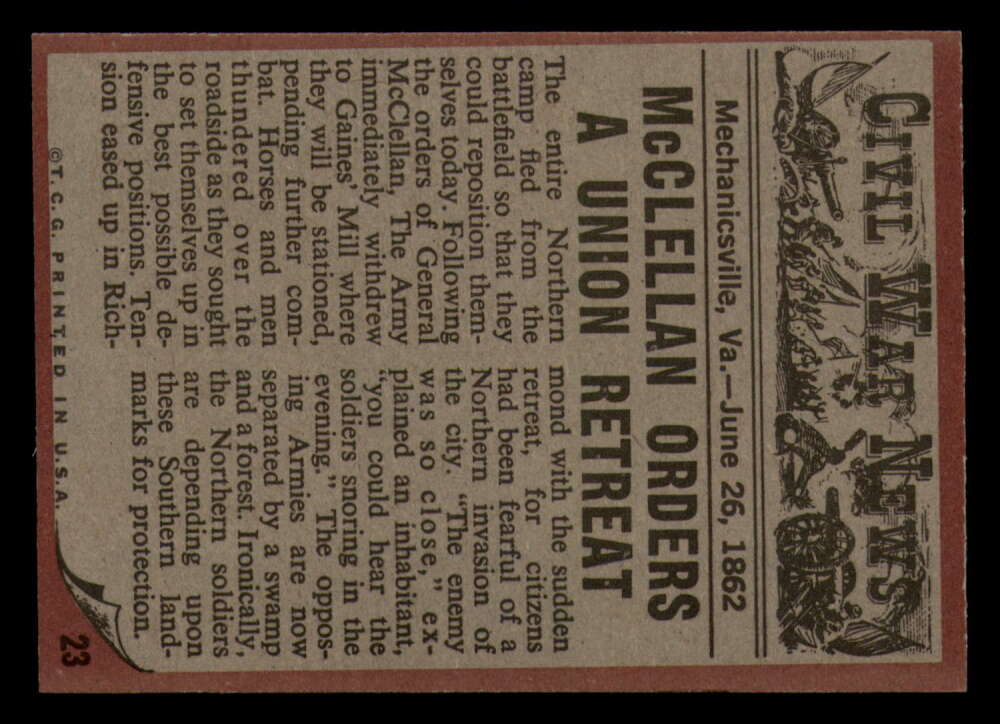 CIVIL WAR NEWS
Mechanicsville, Va.—June 26, 1862
McCLELLAN ORDERS
A UNION RETREAT
The entire Northern
camp fled from the
battlefield so that they
could reposition them-
selves today. Following
the orders of General
McClellan, The Army
immediately withdrew
to Gaines' Mill where
they will be stationed,
pending further com-
bat. Horses and men
thundered over the
roadside as they sought
to set themselves up in
the best possible de-
fensive positions. Ten-
sion eased up in Rich-
mond with the sudden
retreat, for citizens
had been fearful of a
Northern invasion of
the city. "The enemy
was so close," ex-
plained an inhabitant,
"you could hear the
soldiers snoring in the
evening." The oppos-
ing Armies are now
separated by a swamp
and a forest. Ironically,
the Northern soldiers
are depending upon
these Southern land-
marks for protection.
©T.C.G. PRINTED IN U.S.A.
23